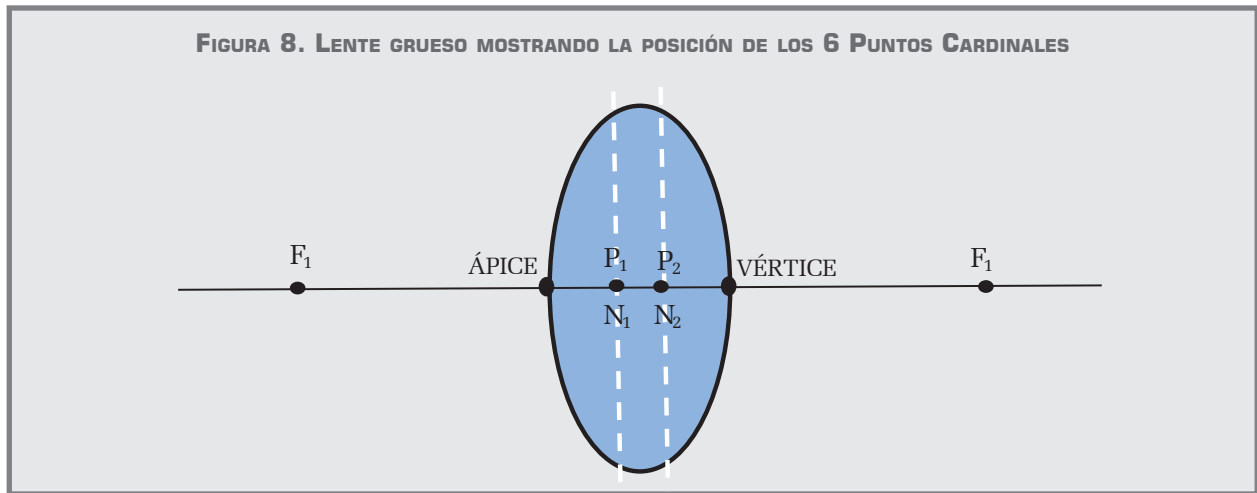 FIGURA 8. LENTE GRUESO MOSTRANDO LA POSICIÓN DE LOS 6 PUNTOS CARDINALES
F₁ ÁPICE P₁ P₂ VÉRTICE F₁
N₁ N₂